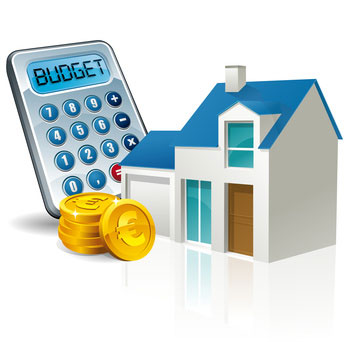 BUDGET
7 8 9 +
4 5 6 -
1 2 3 ×
0 , =
€